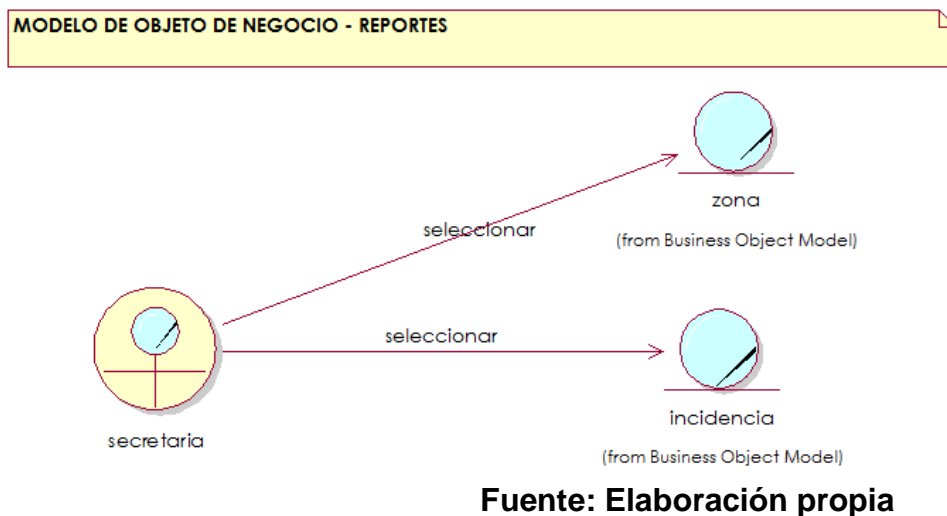 MODELO DE OBJETO DE NEGOCIO - REPORTES
zona
(from Business Object Model)
seleccionar
seleccionar
secretaria
incidencia
(from Business Object Model)
Fuente: Elaboración propia